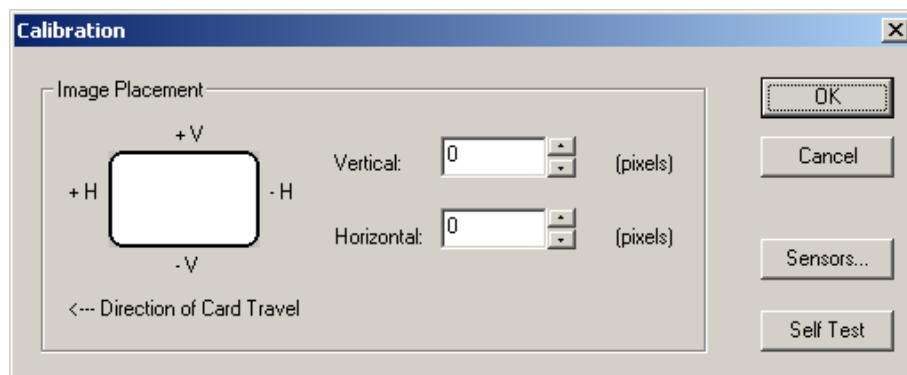 Calibration
Image Placement
+ V
+ H
- H
- V
<--- Direction of Card Travel
Vertical: 0 (pixels)
Horizontal: 0 (pixels)
OK
Cancel
Sensors...
Self Test